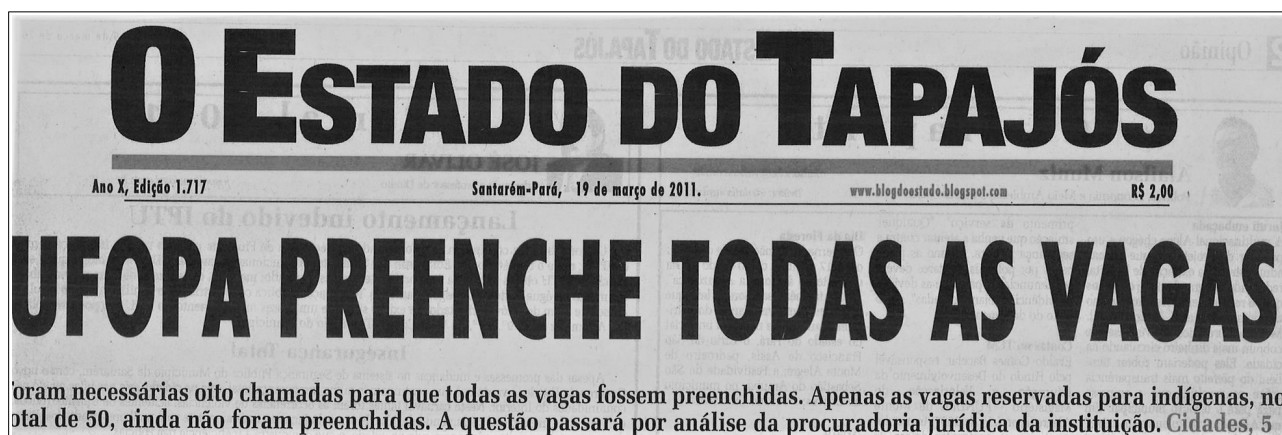 O ESTADO DO TAPAJÓS
Ano X, Edição 1.717 Santarém-Pará, 19 de março de 2011. www.blogdoestado.blogspot.com R$ 2,00
UFOPA PREENCHE TODAS AS VAGAS
oram necessárias oito chamadas para que todas as vagas fossem preenchidas. Apenas as vagas reservadas para indígenas, no
otal de 50, ainda não foram preenchidas. A questão passará por análise da procuradoria jurídica da instituição. Cidades, 5